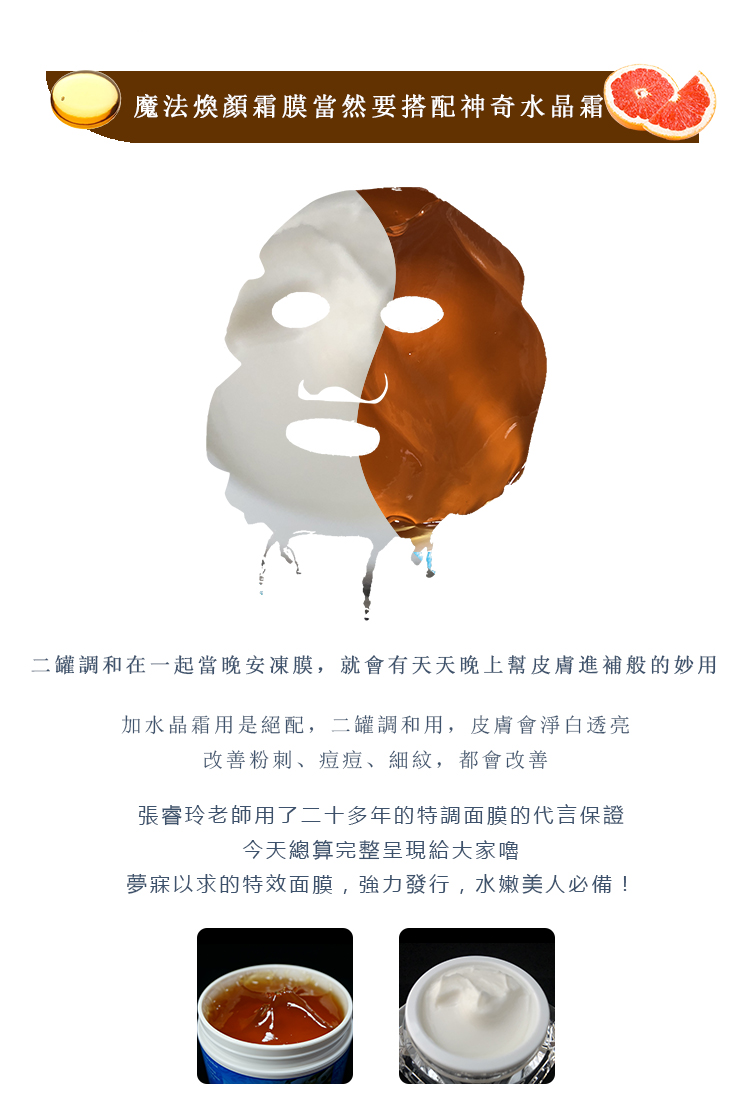 魔法煥顏霜膜當然要搭配神奇水晶霜
二罐調和在一起當晚安凍膜，就會有天天晚上幫皮膚進補般的妙用
加水晶霜用是絕配，二罐調和用，皮膚會淨白透亮
改善粉刺、痘痘、細紋，都會改善
張睿玲老師用了二十多年的特調面膜的代言保證
今天總算完整呈現給大家嚕
夢寐以求的特效面膜，強力發行，水嫩美人必備！